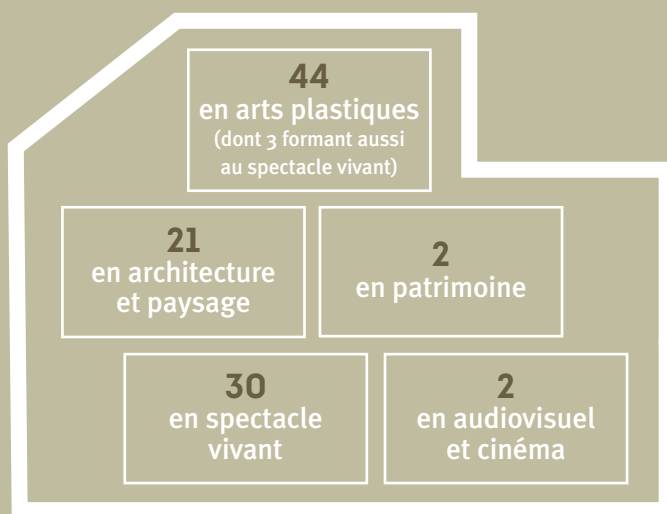 44
en arts plastiques
(dont 3 formant aussi
au spectacle vivant)
21
en architecture
et paysage
2
en patrimoine
30
en spectacle
vivant
2
en audiovisuel
et cinéma